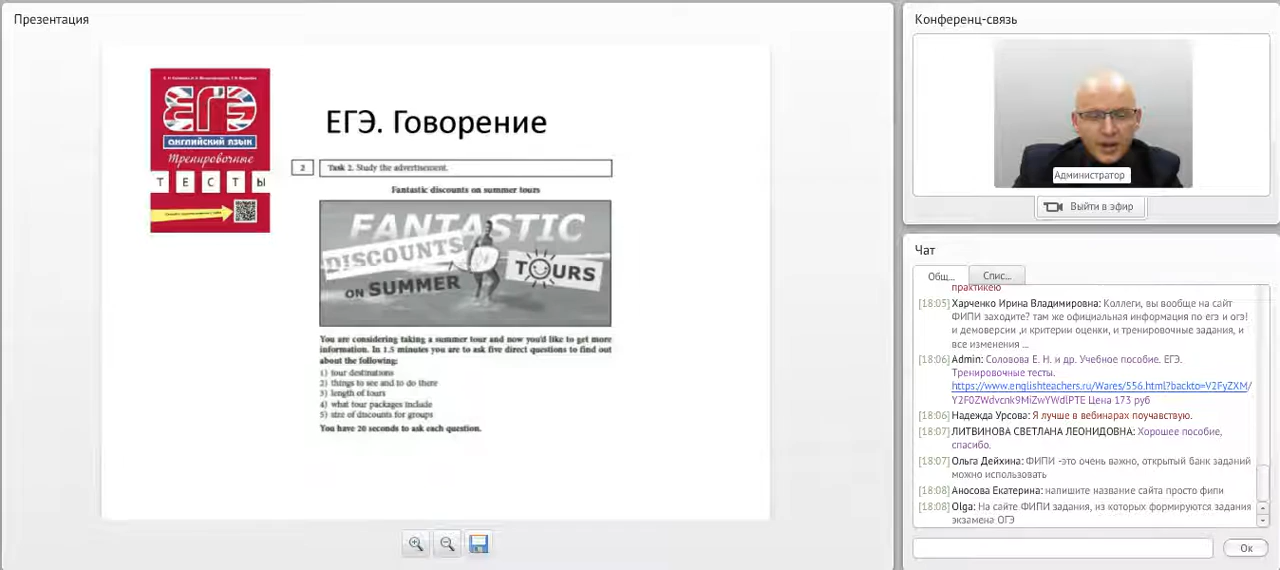 Презентация
ЕГЭ
английский язык
Тренировочные
ТЕСТЫ
ЕГЭ. Говорение
2
Task 2. Study the advertisement.
Fantastic discounts on summer tours
FANTASTIC
DISCOUNTS
ON SUMMER
TOURS
You are considering taking a summer tour and now you'd like to get more
information. In 1.5 minutes you are to ask five direct questions to find out
about the following:
1) tour destinations
2) things to see and to do there
3) length of tours
4) what tour packages include
5) size of discounts for groups
You have 20 seconds to ask each question.
Конференц-связь
Администратор
Выйти в эфир
Чат
Общ...
Спис...
практикею
[18:05] Харченко Ирина Владимировна: Коллеги, вы вообще на сайт
ФИПИ заходите? там же официальная информация по егэ и огэ!
и демоверсии ,и критерии оценки, и тренировочные задания, и
все изменения ...
[18:06] Admin: Соловова Е. Н. и др. Учебное пособие. ЕГЭ.
Тренировочные тесты.
https://www.englishteachers.ru/Wares/556.html?backto=V2FyZXM/
Y2F0ZWdvcnk9MiZwYWdlPTE Цена 173 руб
[18:06] Надежда Урсова: Я лучше в вебинарах поучавствую.
[18:07] ЛИТВИНОВА СВЕТЛАНА ЛЕОНИДОВНА: Хорошее пособие,
спасибо.
[18:07] Ольга Дейхина: ФИПИ -это очень важно, открытый банк заданий
можно использовать
[18:08] Аносова Екатерина: напишите название сайта просто фипи
[18:08] Olga: На сайте ФИПИ задания, из которых формируются задания
экзамена ОГЭ
Ок